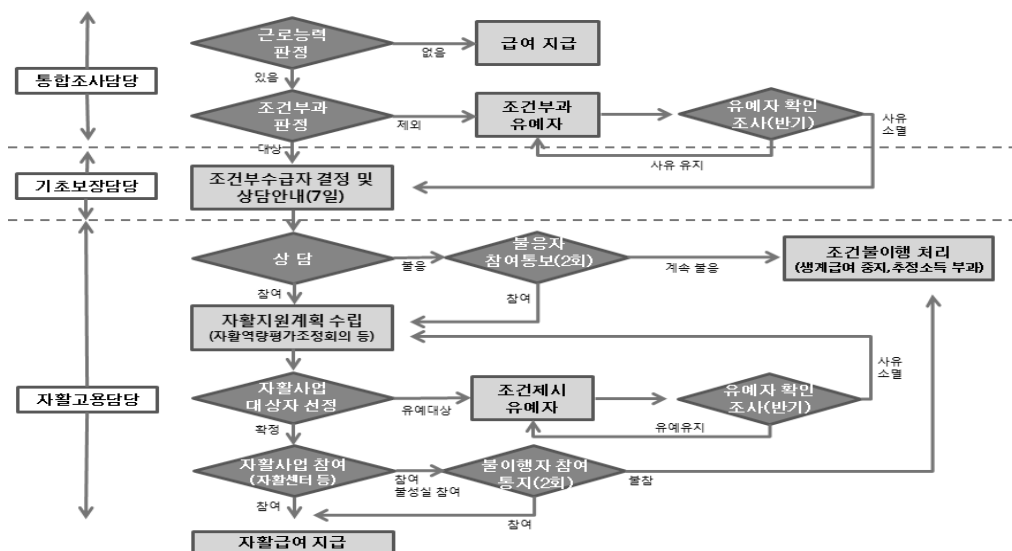 근로능력
판정
없음
급여 지급
있음
통합조사담당
조건부과
판정
제외
조건부과
유예자
유예자 확인
조사(반기)
사유
소멸
사유 유지
대상
기초보장담당
조건부수급자 결정 및
상담안내(7일)
상 담
불응
불응자
참여통보(2회)
계속 불응
조건불이행 처리
(생계급여 중지,추정소득 부과)
참여
참여
자활지원계획 수립
(자활역량평가조정회의 등)
사유
소멸
자활고용담당
자활사업
대상자 선정
유예대상
조건제시
유예자
유예자 확인
조사(반기)
유예유지
확정
자활사업 참여
(자활센터 등)
참여
불성실 참여
불이행자 참여
통지(2회)
불참
참여
참여
자활급여 지급